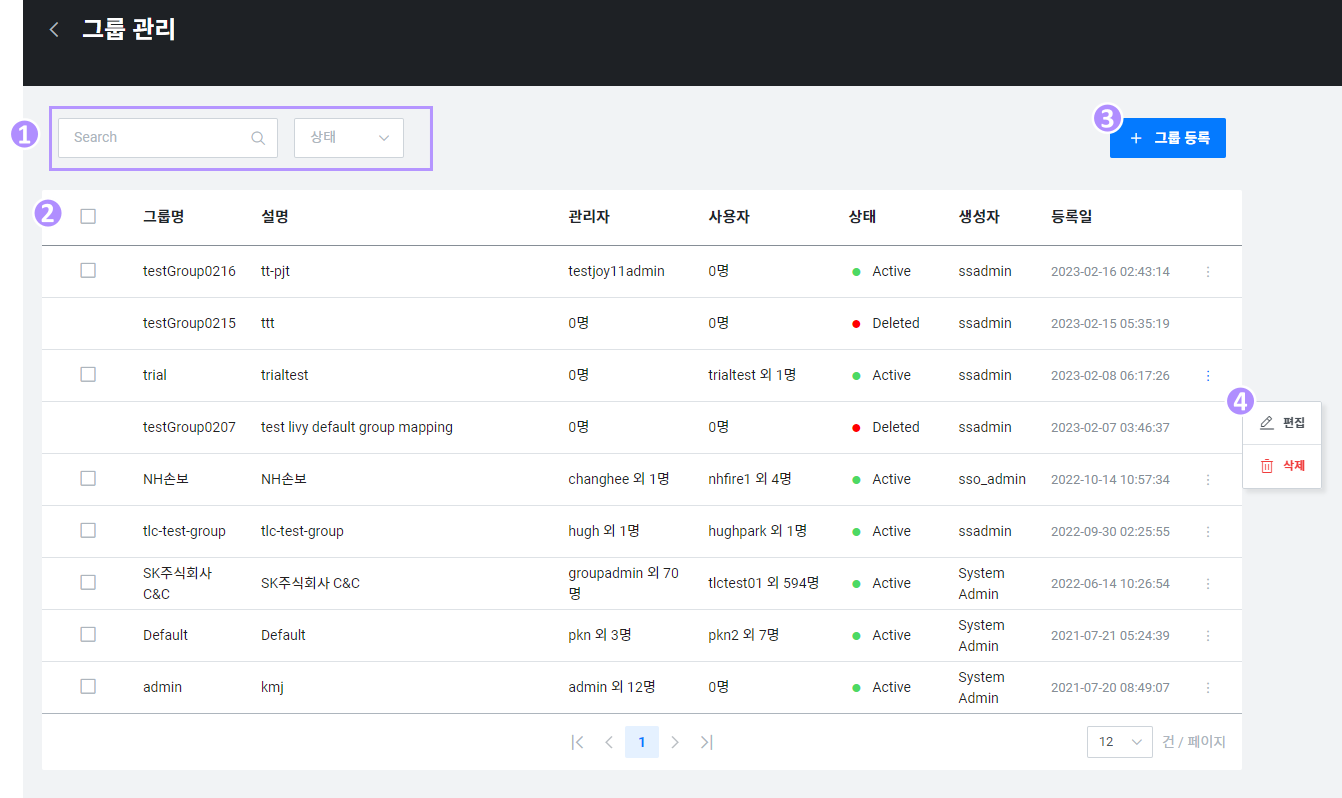 그룹 관리
1
Search 상태
3
+ 그룹 등록
2
그룹명 설명 관리자 사용자 상태 생성자 등록일
testGroup0216 tt-pjt testjoy11admin 0명 Active ssadmin 2023-02-16 02:43:14
testGroup0215 ttt 0명 0명 Deleted ssadmin 2023-02-15 05:35:19
trial trialtest 0명 trialtest 외 1명 Active ssadmin 2023-02-08 06:17:26
4
편집
삭제
testGroup0207 test livy default group mapping 0명 0명 Deleted ssadmin 2023-02-07 03:46:37
NH손보 NH손보 changhee 외 1명 nhfire1 외 4명 Active sso_admin 2022-10-14 10:57:34
tlc-test-group tlc-test-group hugh 외 1명 hughpark 외 1명 Active ssadmin 2022-09-30 02:25:55
SK주식회사
C&C
SK주식회사 C&C
groupadmin 외 70
명
tlctest01 외 594명 Active
System
Admin
2022-06-14 10:26:54
Default Default pkn 외 3명 pkn2 외 7명 Active
System
Admin
2021-07-21 05:24:39
admin kmj admin 외 12명 0명 Active
System
Admin
2021-07-20 08:49:07
1
12 건 / 페이지